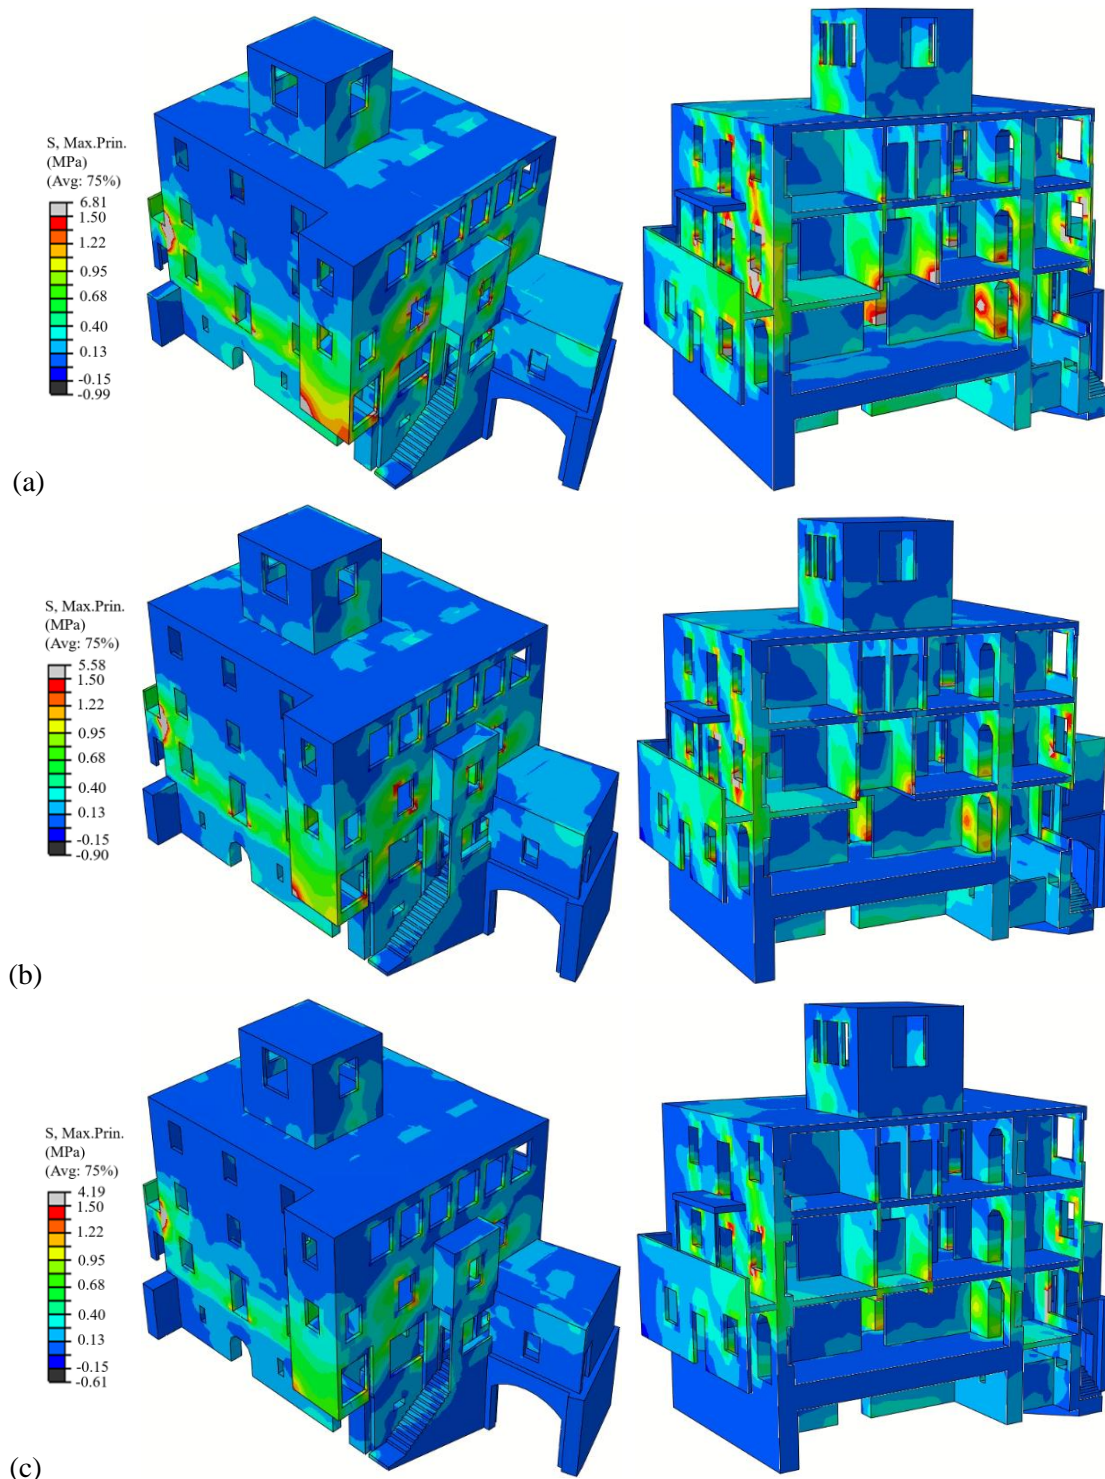 S, Max.Prin.
(MPa)
(Avg: 75%)
6.81
1.50
1.22
0.95
0.68
0.40
0.13
-0.15
-0.99
(a)
S, Max.Prin.
(MPa)
(Avg: 75%)
5.58
1.50
1.22
0.95
0.68
0.40
0.13
-0.15
-0.90
(b)
S, Max.Prin.
(MPa)
(Avg: 75%)
4.19
1.50
1.22
0.95
0.68
0.40
0.13
-0.15
-0.61
(c)